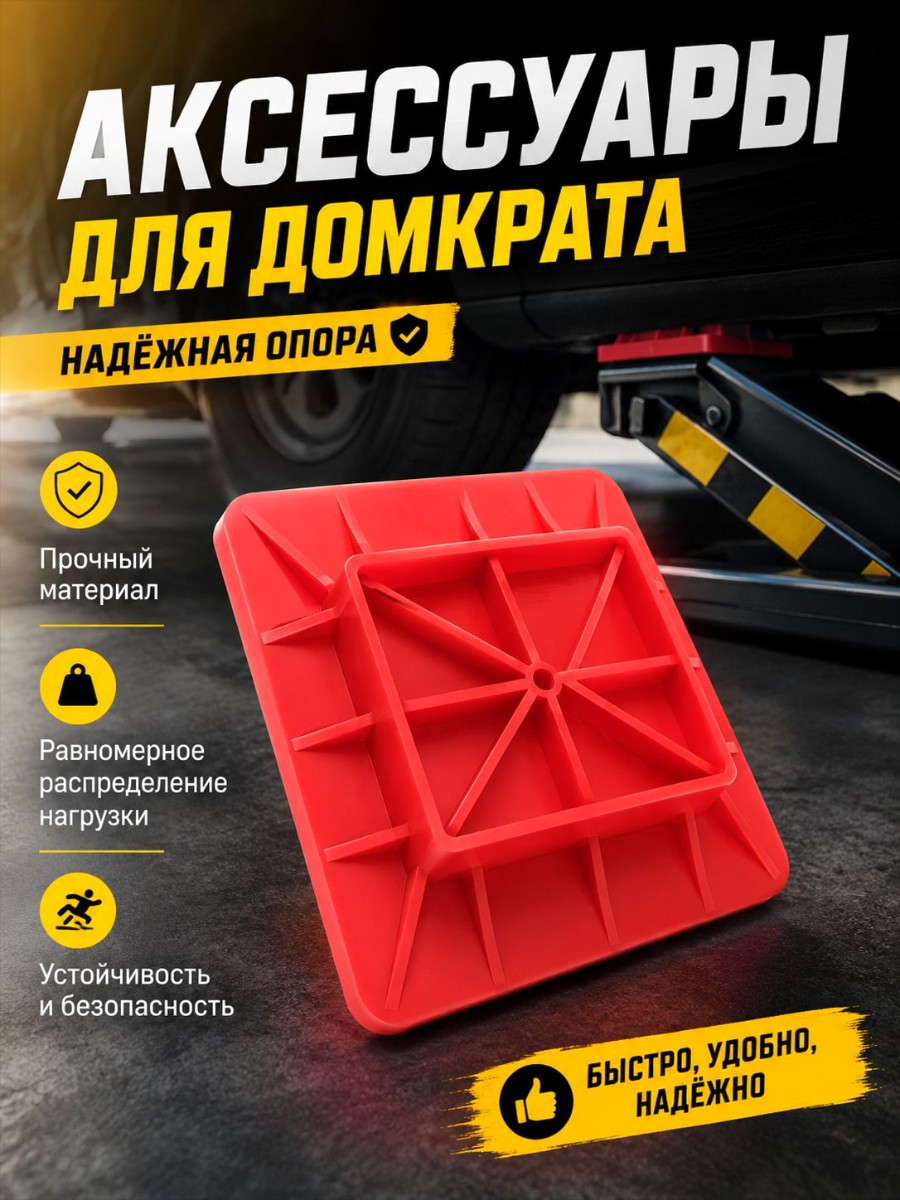 АКСЕССУАРЫ
ДЛЯ ДОМКРАТА
НАДЁЖНАЯ ОПОРА
Прочный
материал
Равномерное
распределение
нагрузки
Устойчивость
и безопасность
БЫСТРО, УДОБНО,
НАДЁЖНО